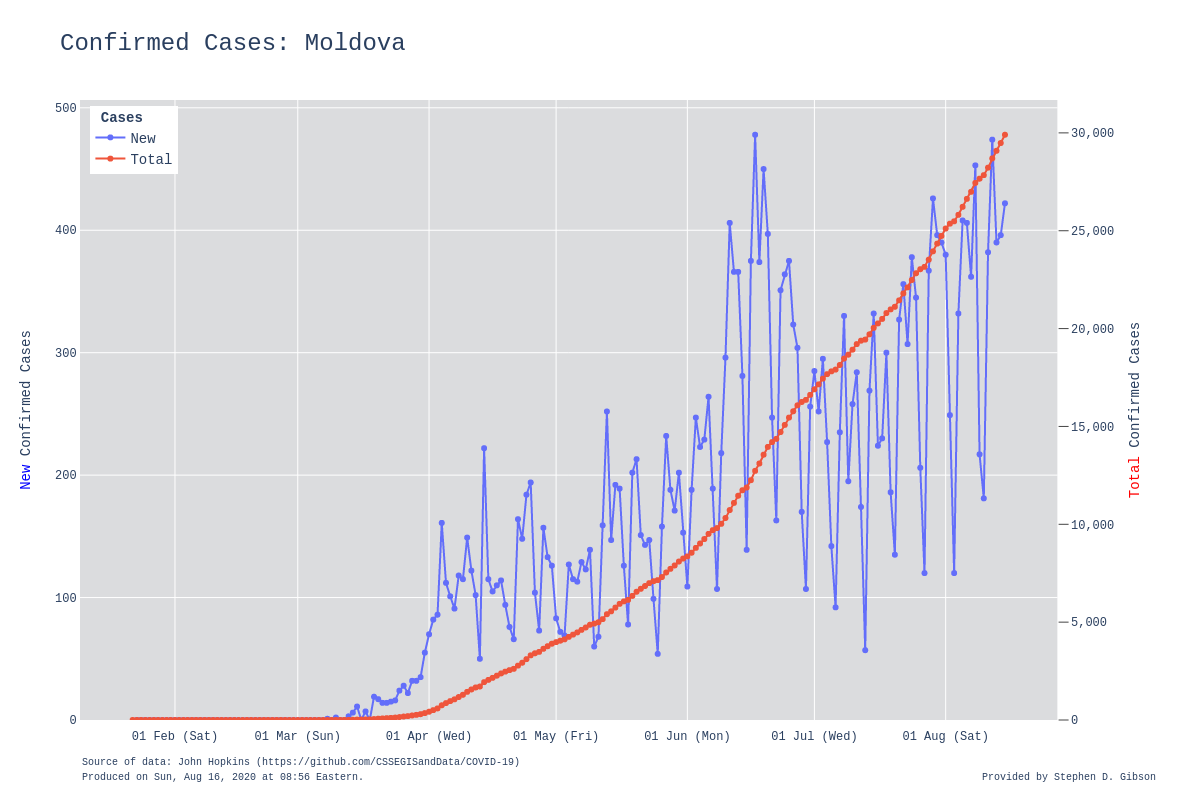 Confirmed Cases: Moldova
Cases
New
Total
500
400
300
200
100
0
30,000
25,000
20,000
15,000
10,000
5,000
0
New Confirmed Cases
Total Confirmed Cases
01 Feb (Sat)
01 Mar (Sun)
01 Apr (Wed)
01 May (Fri)
01 Jun (Mon)
01 Jul (Wed)
01 Aug (Sat)
Source of data: John Hopkins (https://github.com/CSSEGISandData/COVID-19)
Produced on Sun, Aug 16, 2020 at 08:56 Eastern.
Provided by Stephen D. Gibson